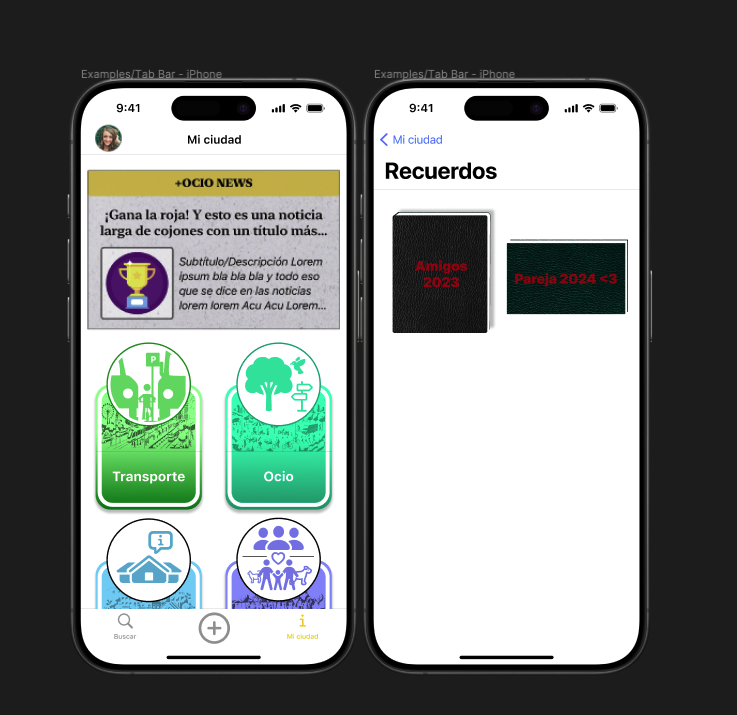 Examples/Tab Bar - iPhone
9:41
Mi ciudad
+OCIO NEWS
¡Gana la roja! Y esto es una noticia
larga de cojones con un título más...
Subtítulo/Descripción Lorem
ipsum bla bla bla y todo eso
que se dice en las noticias
lorem lorem Acu Acu Lorem...
P
Transporte
Ocio
i
Buscar
Mi ciudad
Examples/Tab Bar - iPhone
9:41
Mi ciudad
Recuerdos
Amigos
2023
Pareja 2024 <3